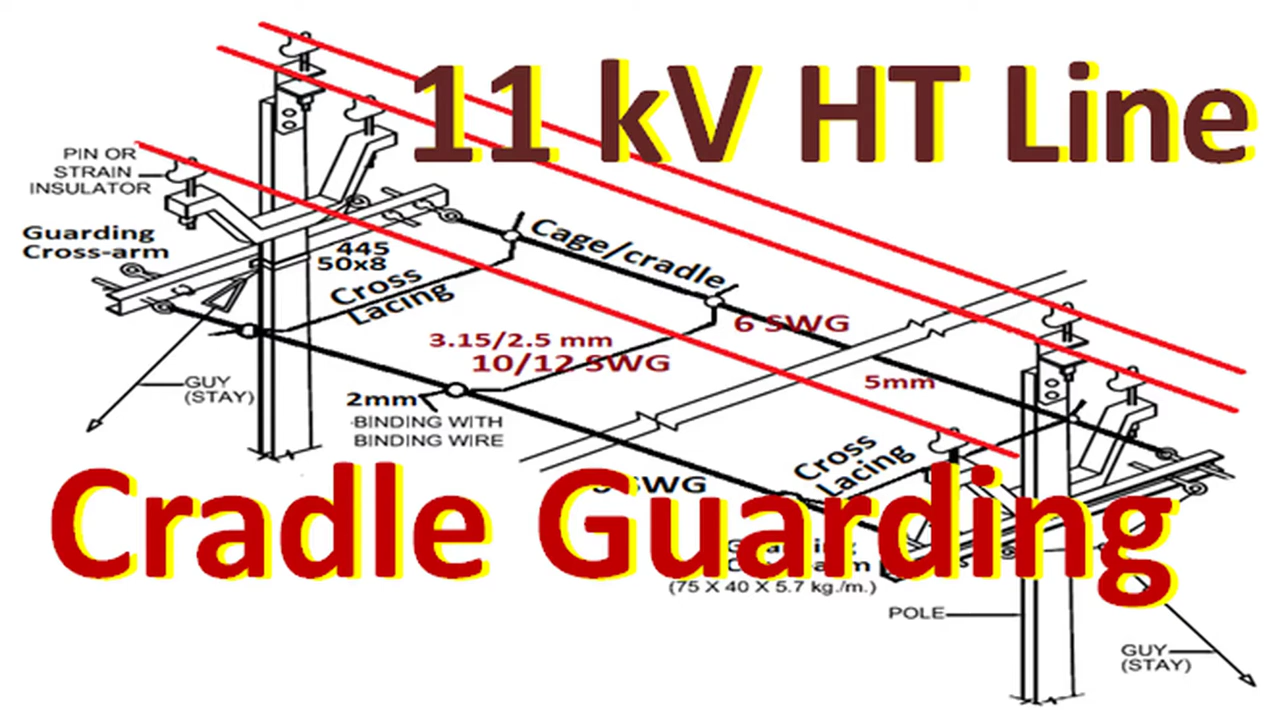 11 kV HT Line
PIN OR
STRAIN
INSULATOR
Guarding
Cross-arm
445
50x8
Cross
Lacing
Cage/cradle
6 SWG
3.15/2.5 mm
10/12 SWG
5mm
GUY
(STAY)
2mm
BINDING WITH
BINDING WIRE
Cross
Lacing
SWG
Cradle Guarding
(75 X 40 X 5.7 kg./m.)
POLE
GUY
(STAY)